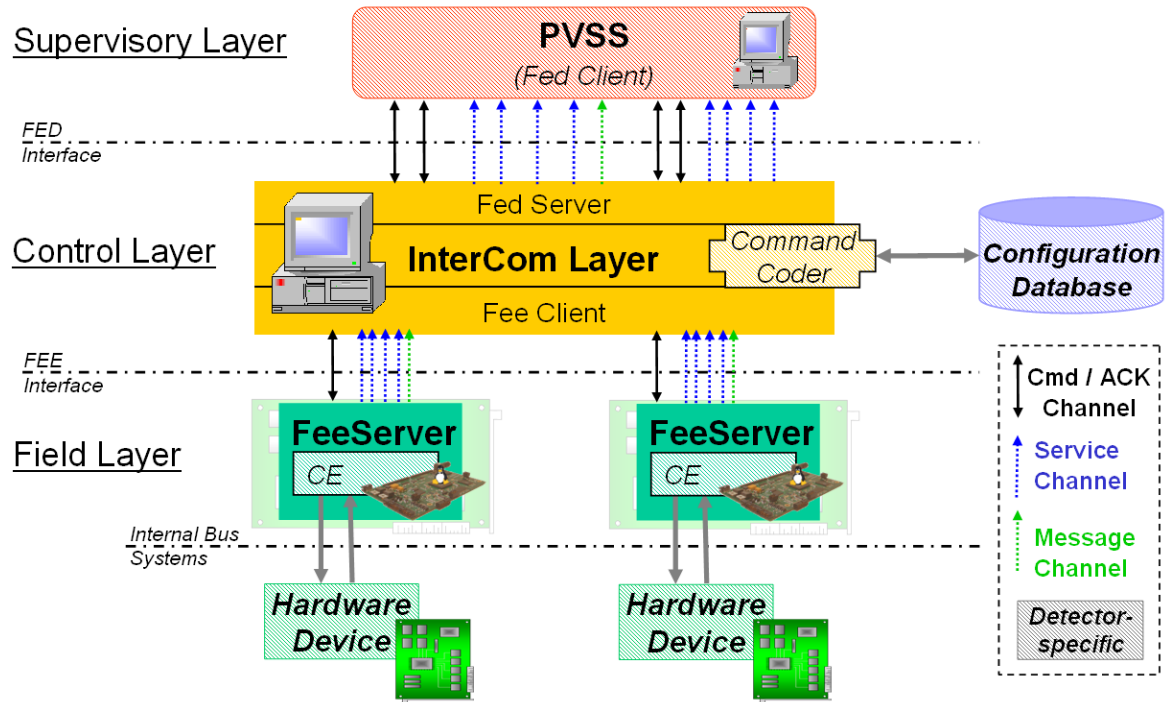 Supervisory Layer
PVSS
(Fed Client)
FED
Interface
Fed Server
Control Layer
InterCom Layer
Command
Coder
Configuration
Database
Fee Client
FEE
Interface
Cmd / ACK
Channel
Service
Channel
Message
Channel
Detector-
specific
Field Layer
FeeServer
CE
FeeServer
CE
Internal Bus
Systems
Hardware
Device
Hardware
Device